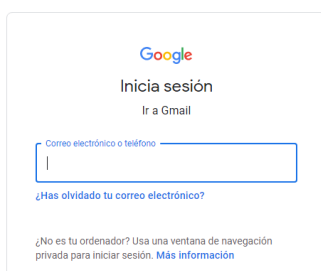 Google
Inicia sesión
Ir a Gmail
Correo electrónico o teléfono
¿Has olvidado tu correo electrónico?
¿No es tu ordenador? Usa una ventana de navegación
privada para iniciar sesión. Más información